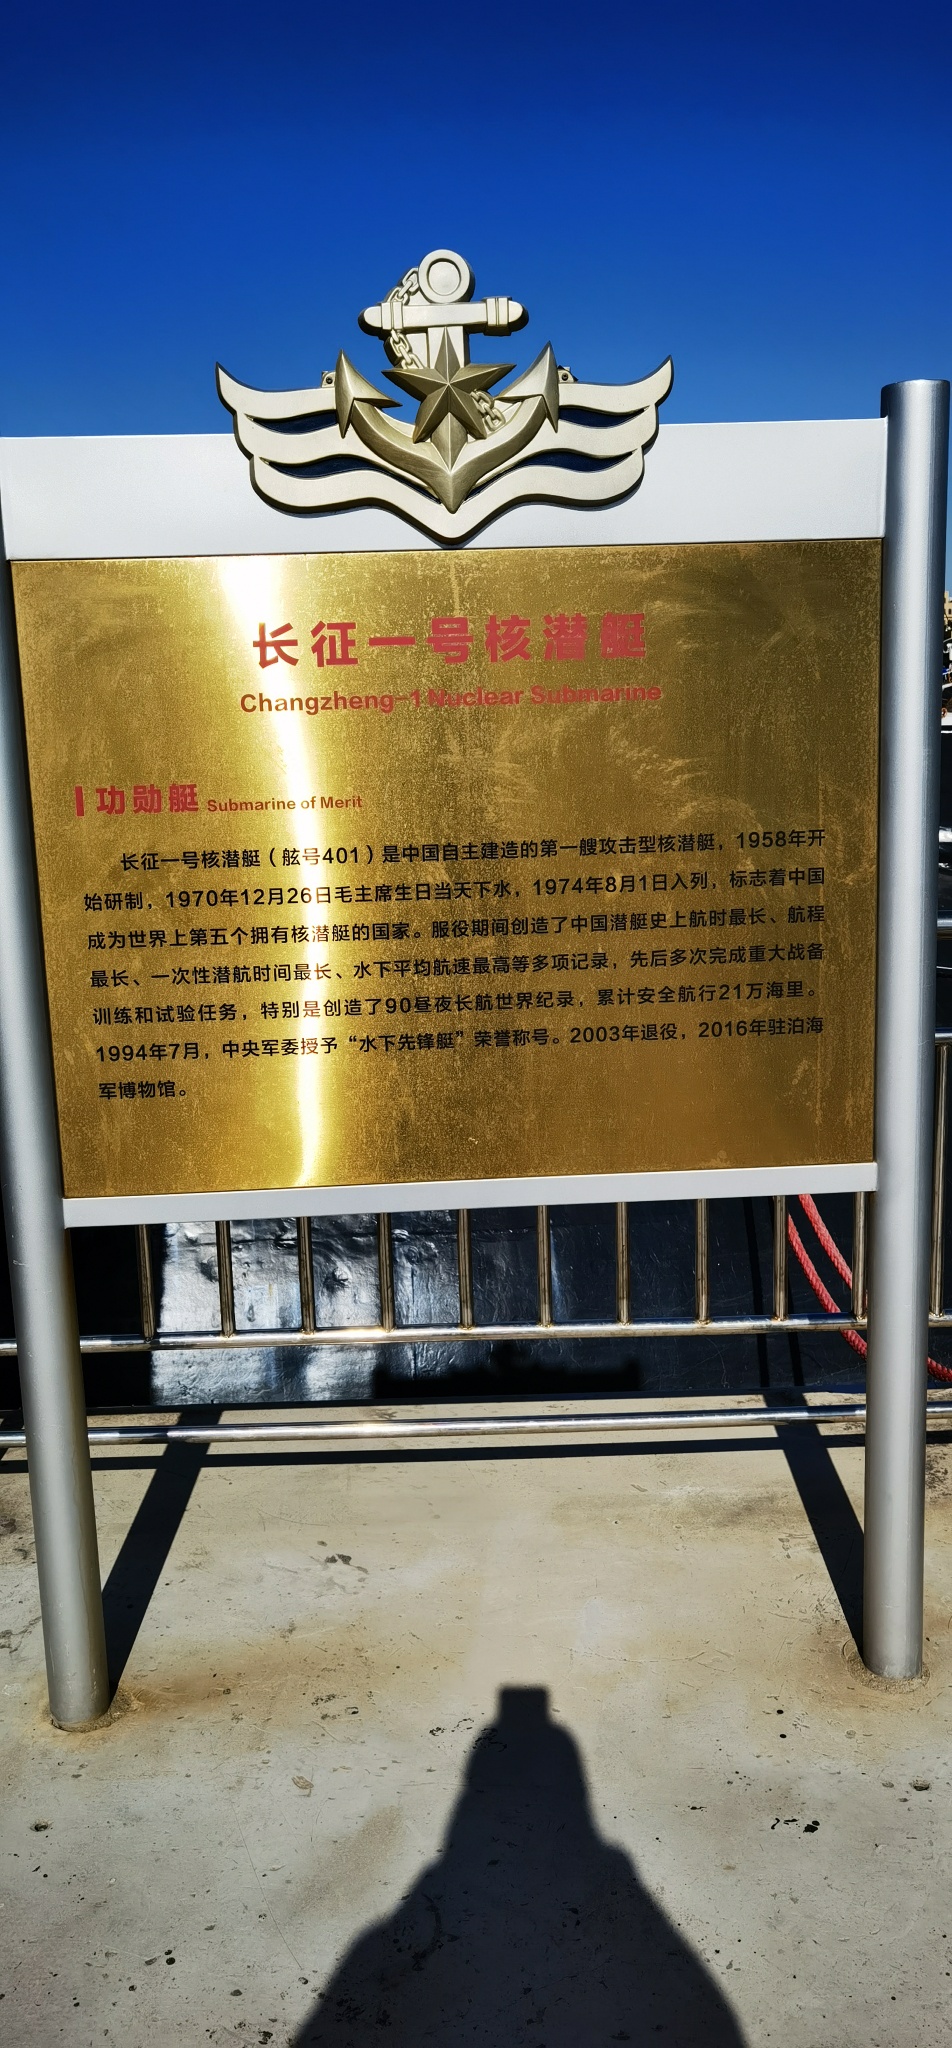 长征一号核潜艇
Changzheng-1 Nuclear Submarine
功勋艇 Submarine of Merit
长征一号核潜艇（舷号401）是中国自主建造的第一艘攻击型核潜艇，1958年开
始研制，1970年12月26日毛主席生日当天下水，1974年8月1日入列，标志着中国
成为世界上第五个拥有核潜艇的国家。服役期间创造了中国潜艇史上航时最长、航程
最长、一次性潜航时间最长、水下平均航速最高等多项记录，先后多次完成重大战备
训练和试验任务，特别是创造了90昼夜长航世界纪录，累计安全航行21万海里。
1994年7月，中央军委授予“水下先锋艇”荣誉称号。2003年退役，2016年驻泊海
军博物馆。